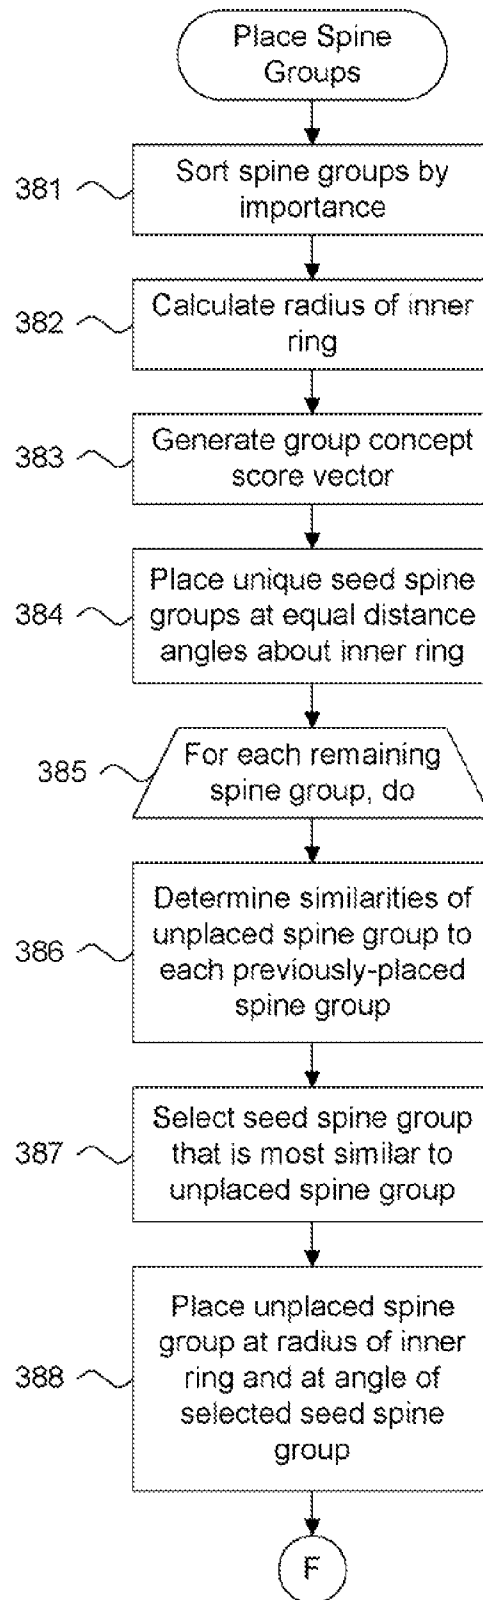 Place Spine
Groups
381
Sort spine groups by
importance
382
Calculate radius of inner
ring
383
Generate group concept
score vector
384
Place unique seed spine
groups at equal distance
angles about inner ring
385
For each remaining
spine group, do
386
Determine similarities of
unplaced spine group to
each previously-placed
spine group
387
Select seed spine group
that is most similar to
unplaced spine group
388
Place unplaced spine
group at radius of inner
ring and at angle of
selected seed spine
group
F